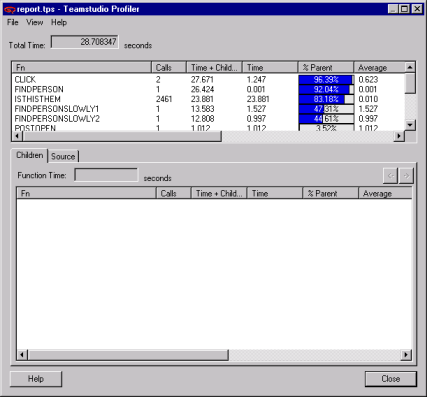 report.tps - Teamstudio Profiler
File View Help
Total Time: 28.708347 seconds
Fn Calls Time + Child... Time % Parent Average
CLICK 2 27.671 1.247 96.39% 0.623
FINDPERSON 1 26.424 0.001 92.04% 0.001
ISTHISTHEM 2461 23.881 23.881 83.18% 0.010
FINDPERSONSLOWLY1 1 13.583 1.527 47.31% 1.527
FINDPERSONSLOWLY2 1 12.808 0.997 44.61% 0.997
POSTOPEN 1 1.012 1.012 3.52% 1.012
Children Source
Function Time: seconds
Fn Calls Time + Child... Time % Parent Average
Help Close